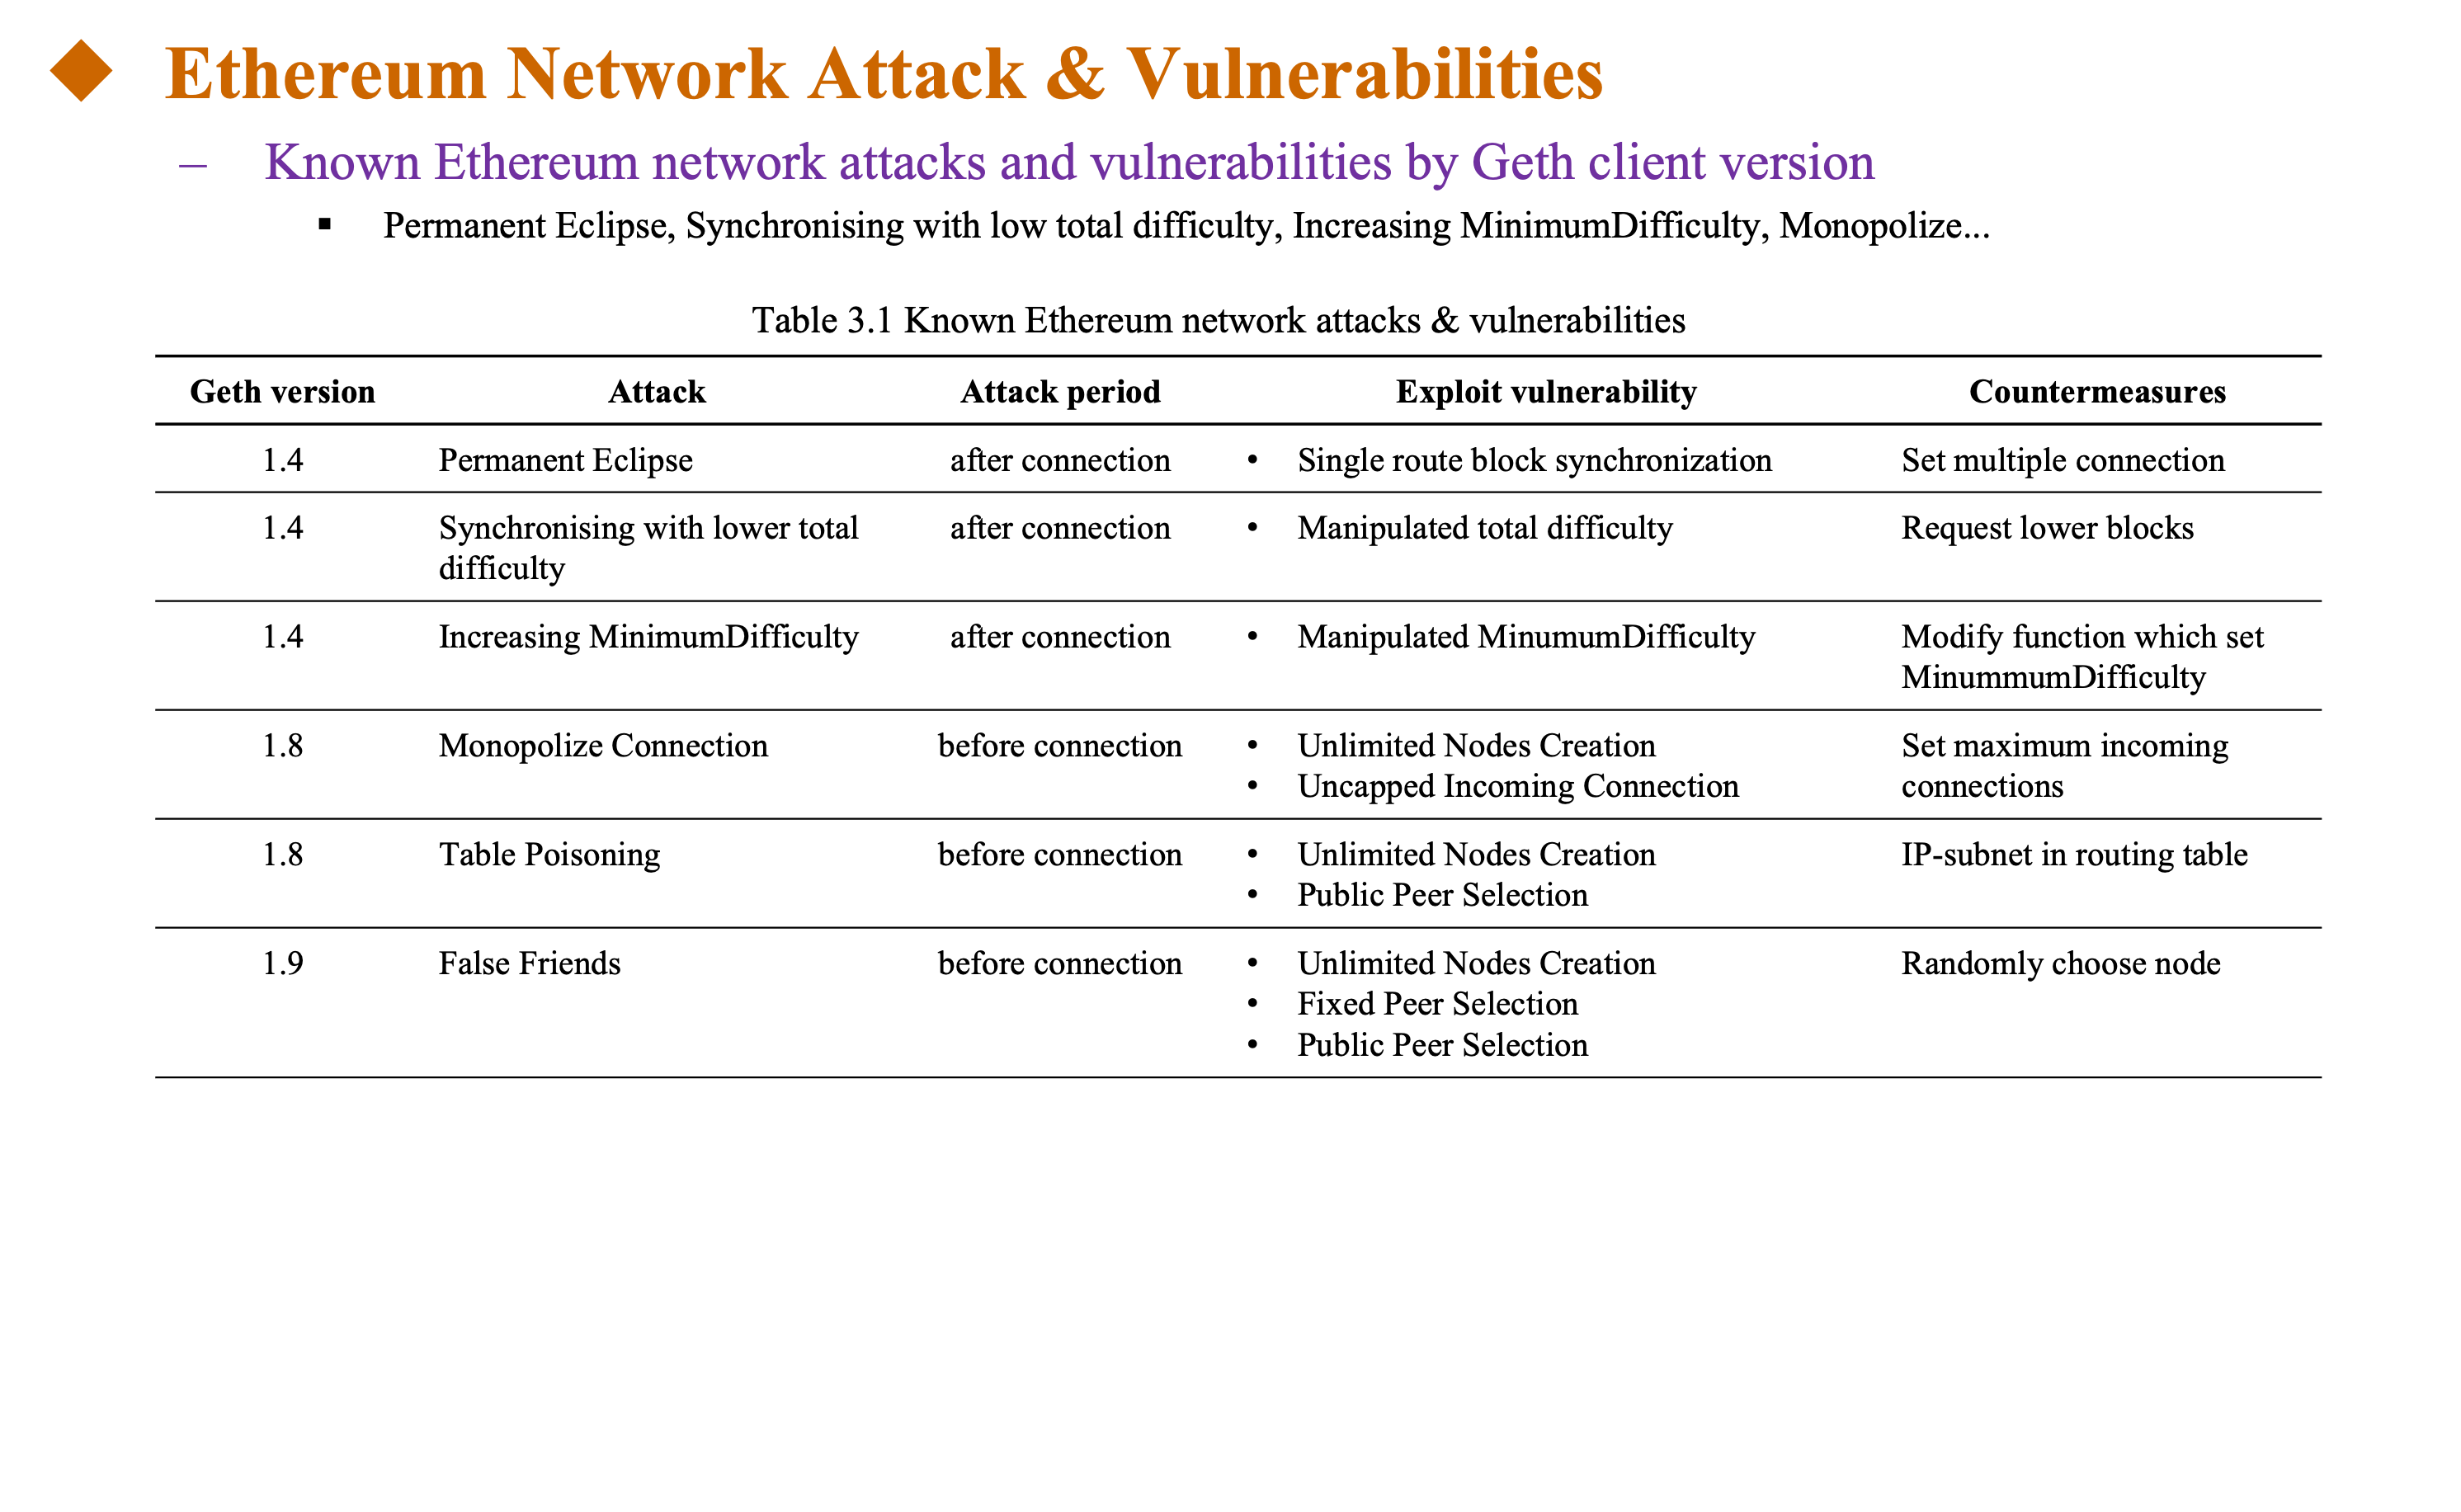 Ethereum Network Attack & Vulnerabilities
– Known Ethereum network attacks and vulnerabilities by Geth client version
▪ Permanent Eclipse, Synchronising with low total difficulty, Increasing MinimumDifficulty, Monopolize...
Table 3.1 Known Ethereum network attacks & vulnerabilities
Geth version Attack Attack period Exploit vulnerability Countermeasures
1.4 Permanent Eclipse after connection • Single route block synchronization Set multiple connection
1.4 Synchronising with lower total after connection • Manipulated total difficulty Request lower blocks
difficulty
1.4 Increasing MinimumDifficulty after connection • Manipulated MinumumDifficulty Modify function which set
MinummumDifficulty
1.8 Monopolize Connection before connection • Unlimited Nodes Creation Set maximum incoming
• Uncapped Incoming Connection connections
1.8 Table Poisoning before connection • Unlimited Nodes Creation IP-subnet in routing table
• Public Peer Selection
1.9 False Friends before connection • Unlimited Nodes Creation Randomly choose node
• Fixed Peer Selection
• Public Peer Selection